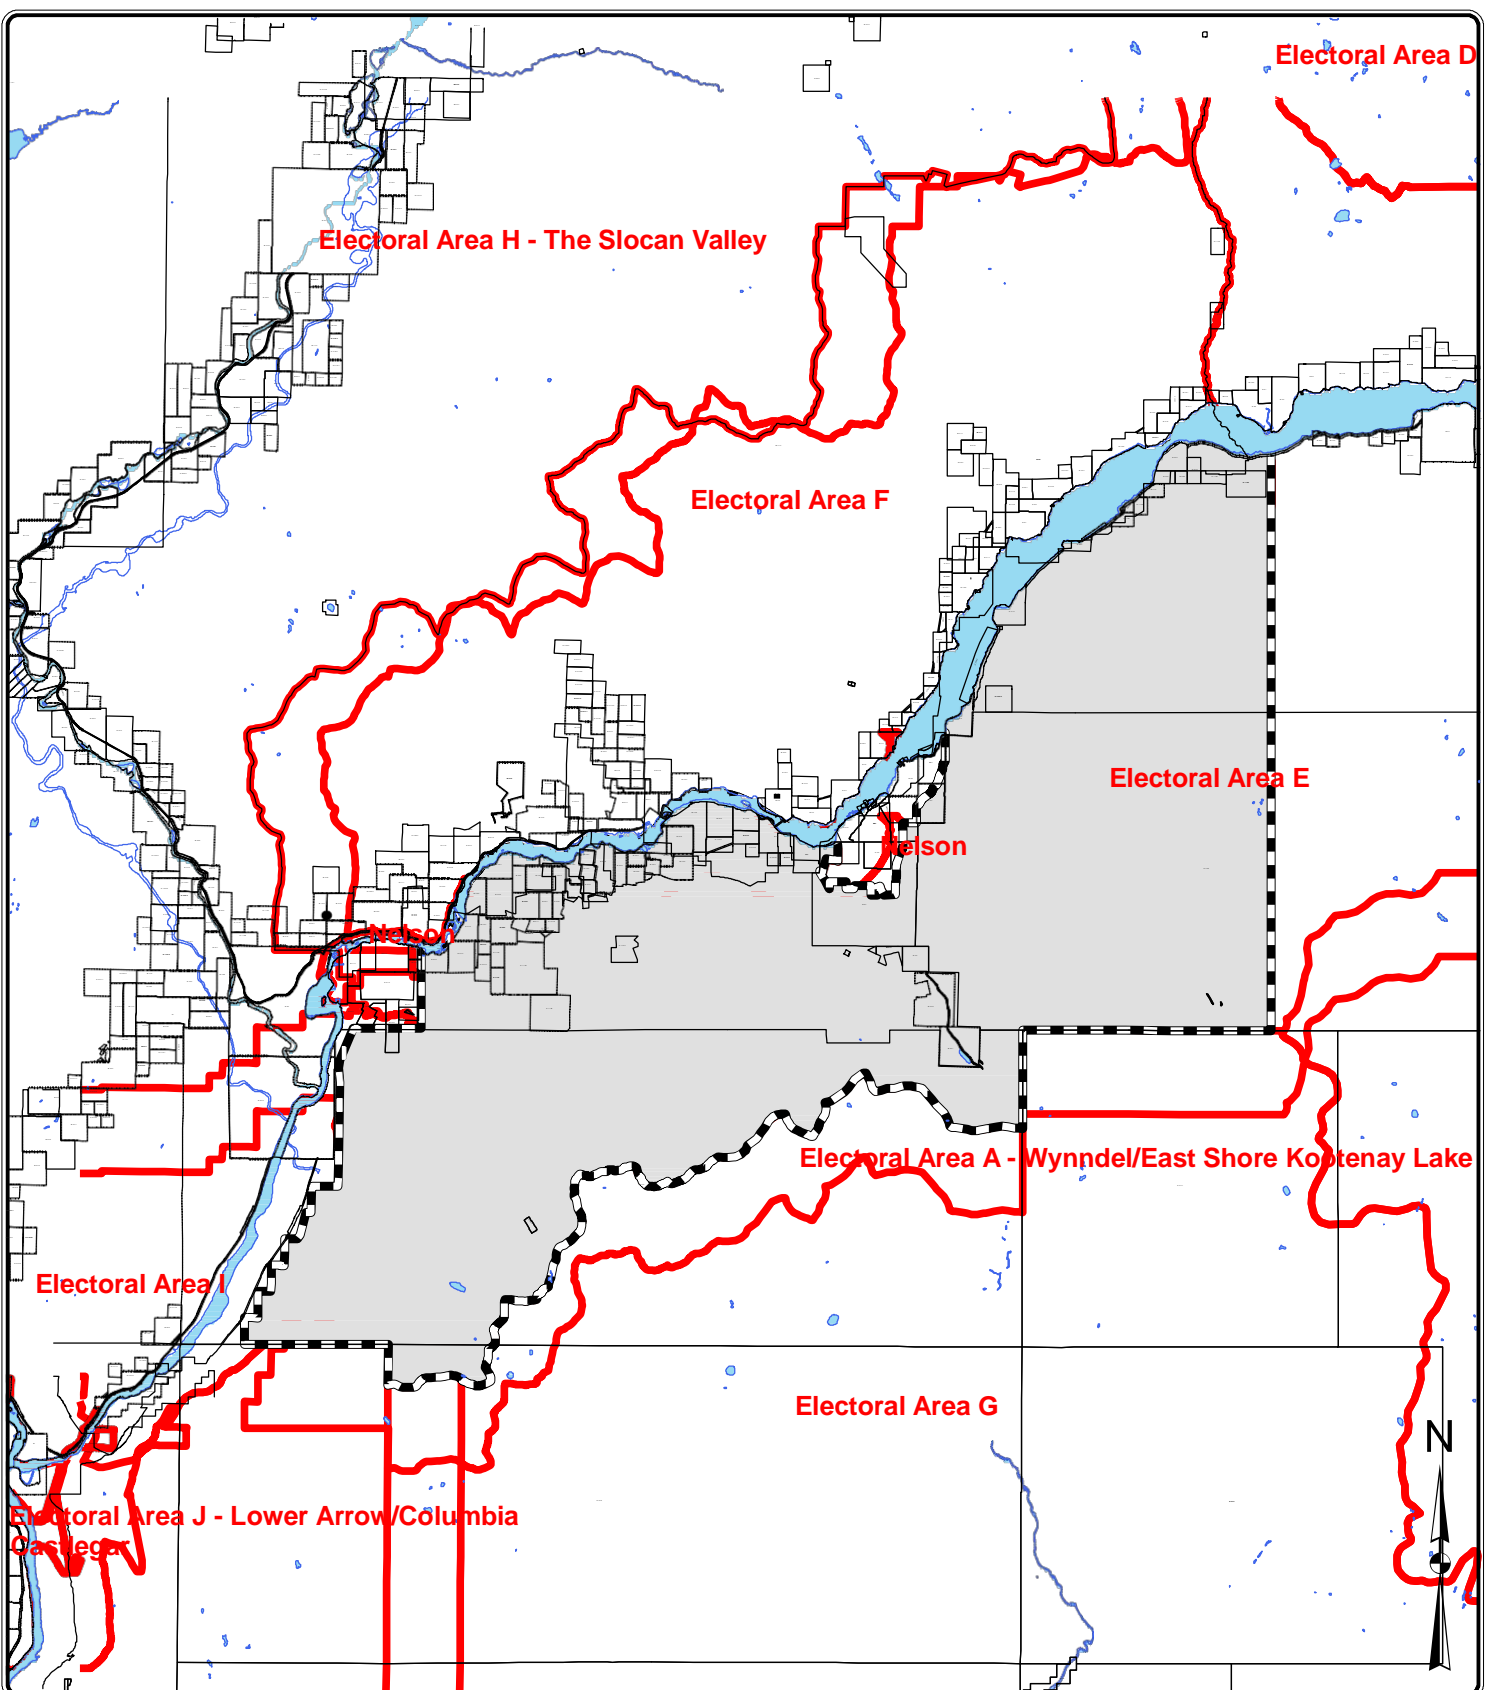 Electoral Area D
Electoral Area H - The Slocan Valley
Electoral Area F
Electoral Area E
Nelson
Nelson
Electoral Area A - Wynndel/East Shore Kootenay Lake
Electoral Area I
Electoral Area G
N
Electoral Area J - Lower Arrow/Columbia
Castlegar